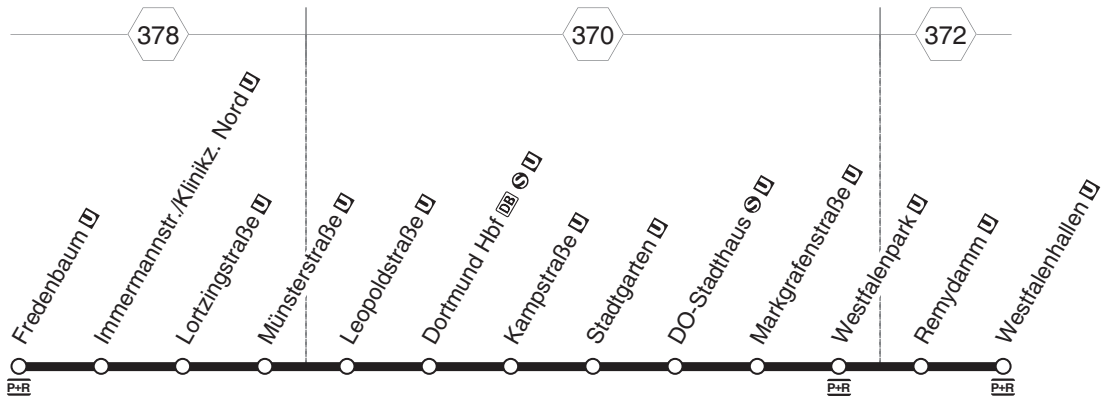 378
370
372
Fredenbaum U
Immermannstr./Klinikz. Nord U
Lortzingstraße U
Münsterstraße U
Leopoldstraße U
Dortmund Hbf DB S U
Kampstraße U
Stadtgarten U
DO-Stadthaus S U
Markgrafenstraße U
Westfalenpark U
Remydamm U
Westfalenhallen U
P+R
P+R
P+R